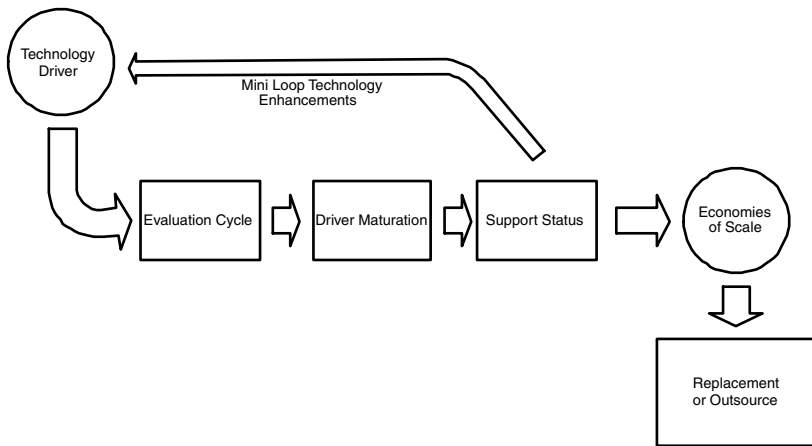 Technology
Driver
Mini Loop Technology
Enhancements
Evaluation Cycle
Driver Maturation
Support Status
Economies
of Scale
Replacement
or Outsource